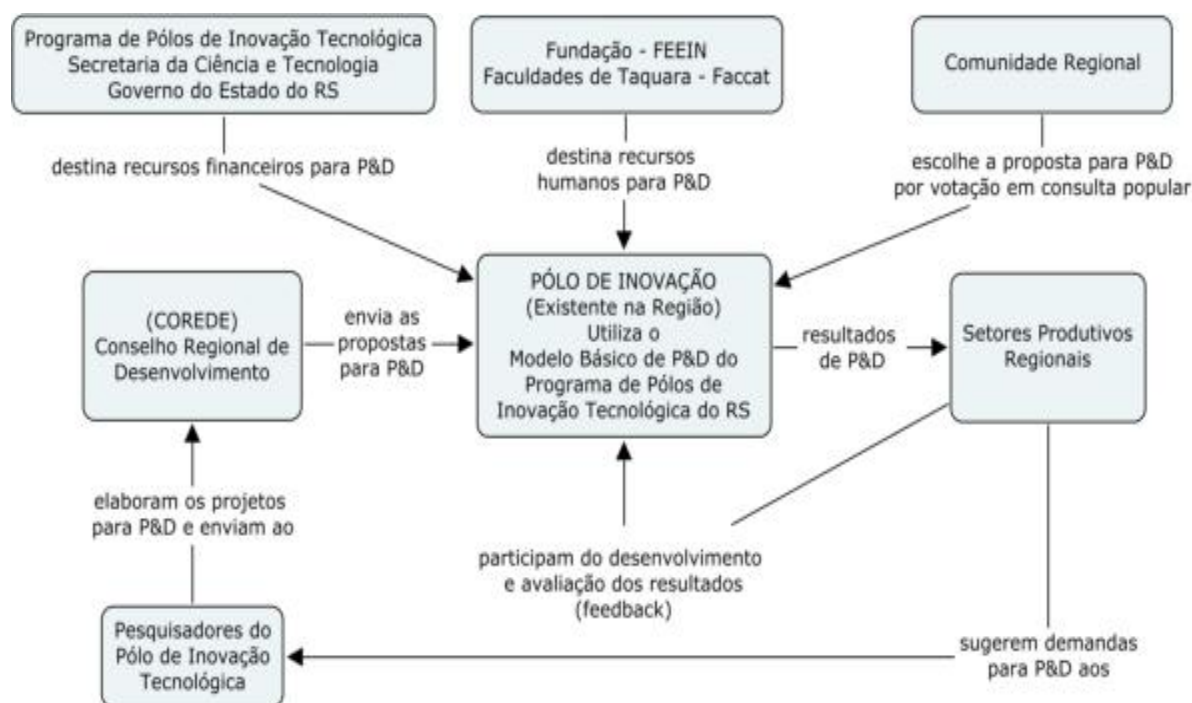 Programa de Pólos de Inovação Tecnológica
Secretaria da Ciência e Tecnologia
Governo do Estado do RS
Fundação - FEEIN
Faculdades de Taquara - Faccat
Comunidade Regional
destina recursos financeiros para P&D
destina recursos
humanos para P&D
escolhe a proposta para P&D
por votação em consulta popular
(COREDE)
Conselho Regional de
Desenvolvimento
envia as
propostas
para P&D
PÓLO DE INOVAÇÃO
(Existente na Região)
Utiliza o
Modelo Básico de P&D do
Programa de Pólos de
Inovação Tecnológica do RS
resultados
de P&D
Setores Produtivos
Regionais
elaboram os projetos
para P&D e enviam ao
participam do desenvolvimento
e avaliação dos resultados
(feedback)
Pesquisadores do
Pólo de Inovação
Tecnológica
sugerem demandas
para P&D aos